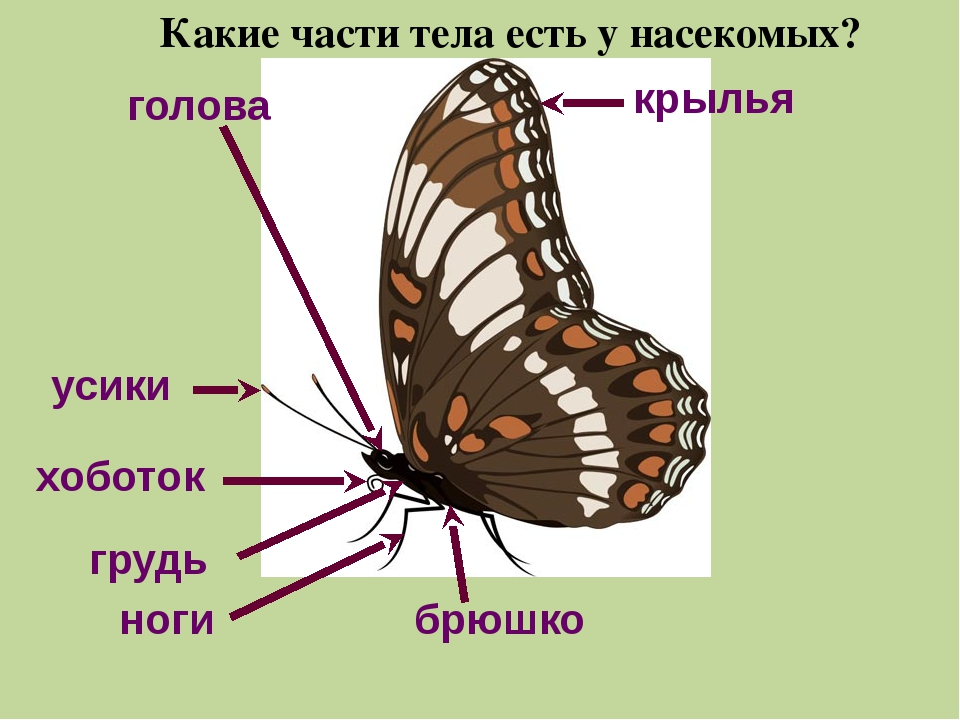 Какие части тела есть у насекомых?
голова
крылья
усики
хоботок
грудь
ноги
брюшко